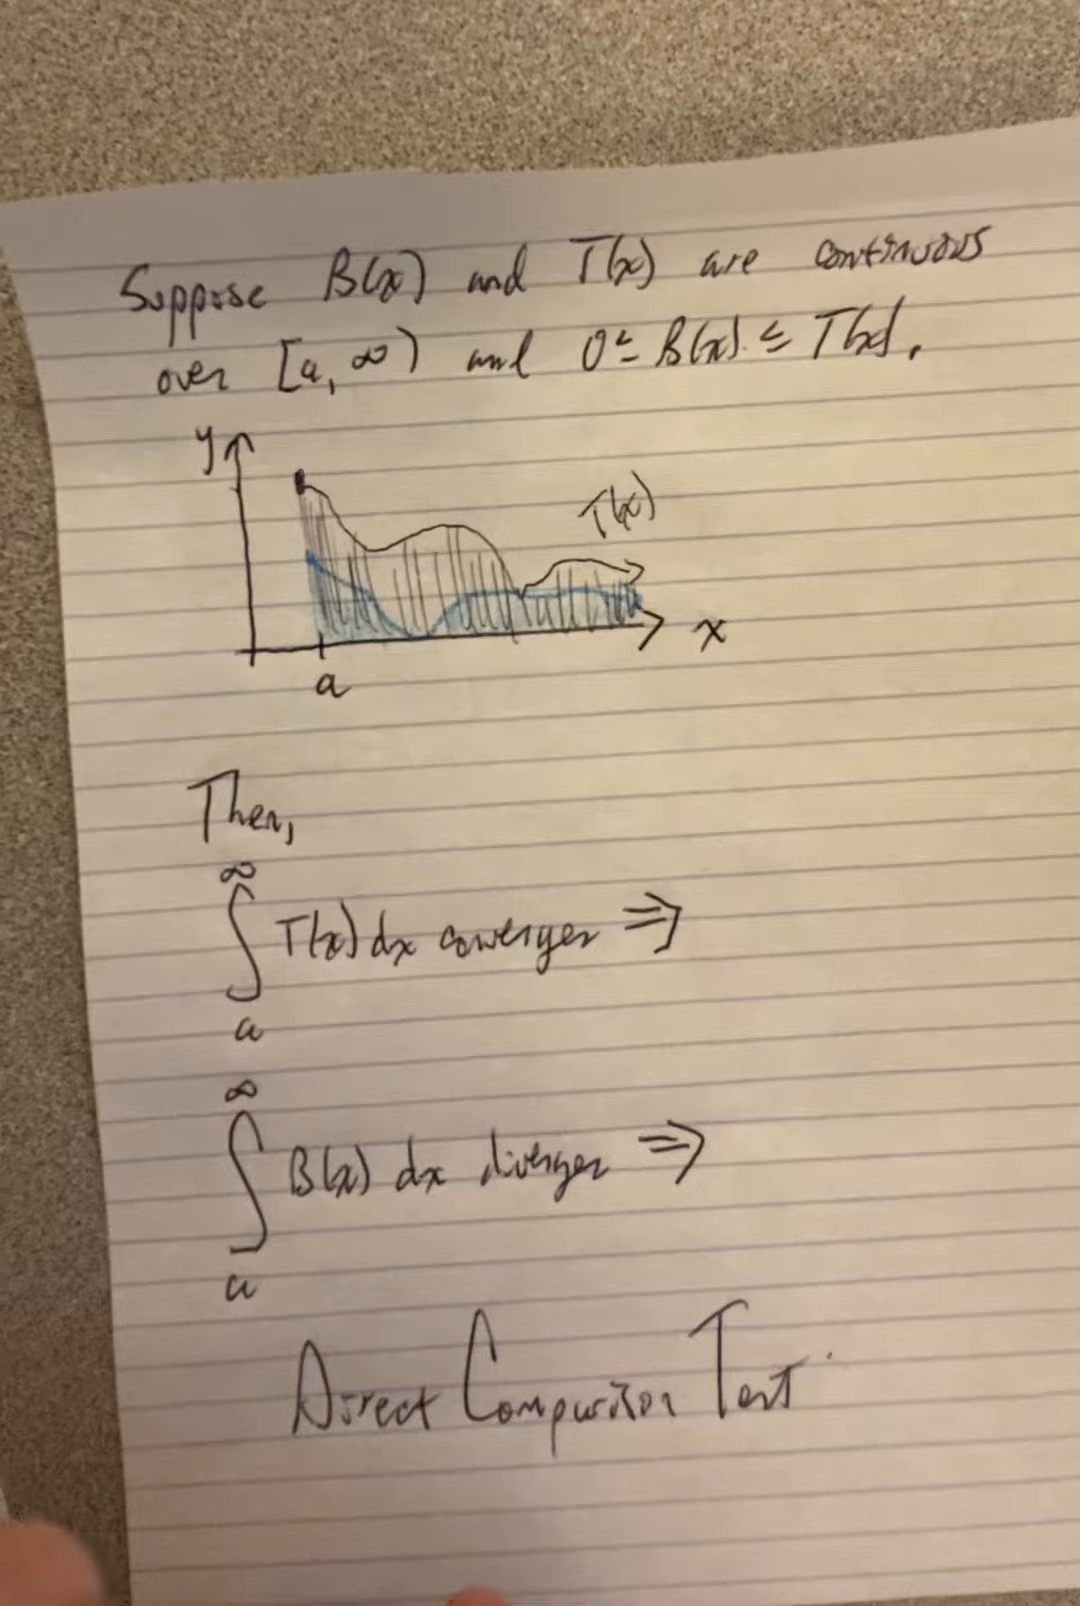 Suppose B(x) and T(x) are continuous
over [a, ∞) and 0 ≤ B(x) ≤ T(x).
y
T(x)
x
a
Then,
∞
∫ T(x) dx converges ⇒
a
∞
∫ B(x) dx diverges ⇒
a
Direct Comparison Test